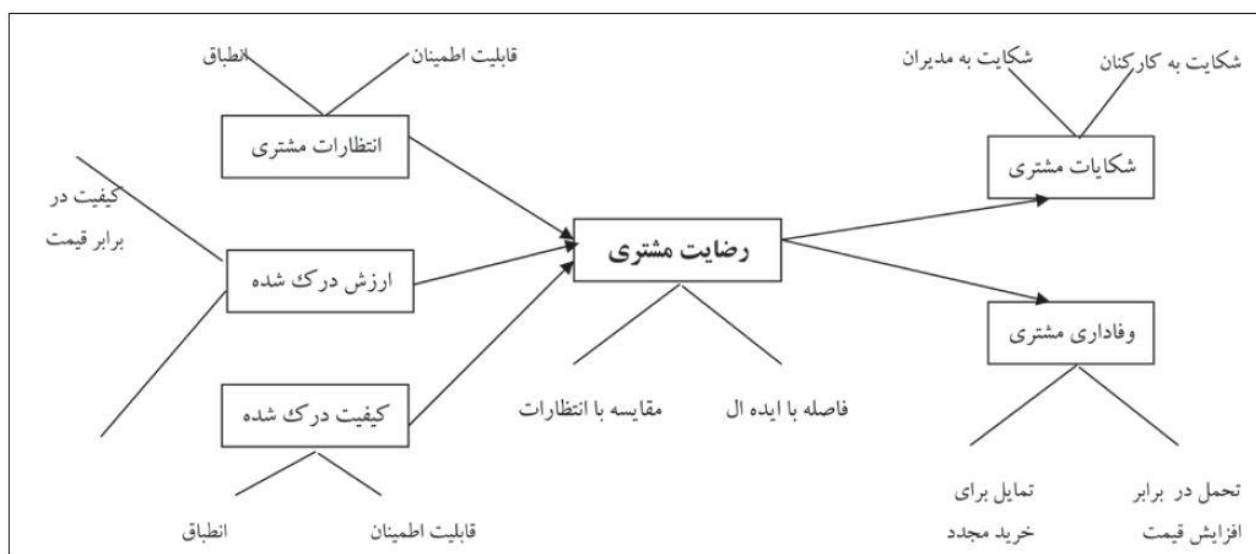 شکایت به کارکنان
شکایت به مدیران
قابلیت اطمینان
انطباق
شکایات مشتری
انتظارات مشتری
کیفیت در
برابر قیمت
رضایت مشتری
ارزش درک شده
وفاداری مشتری
فاصله با ایده ال
مقایسه با انتظارات
کیفیت درک شده
تحمل در برابر
افزایش قیمت
تمایل برای
خرید مجدد
قابلیت اطمینان
انطباق